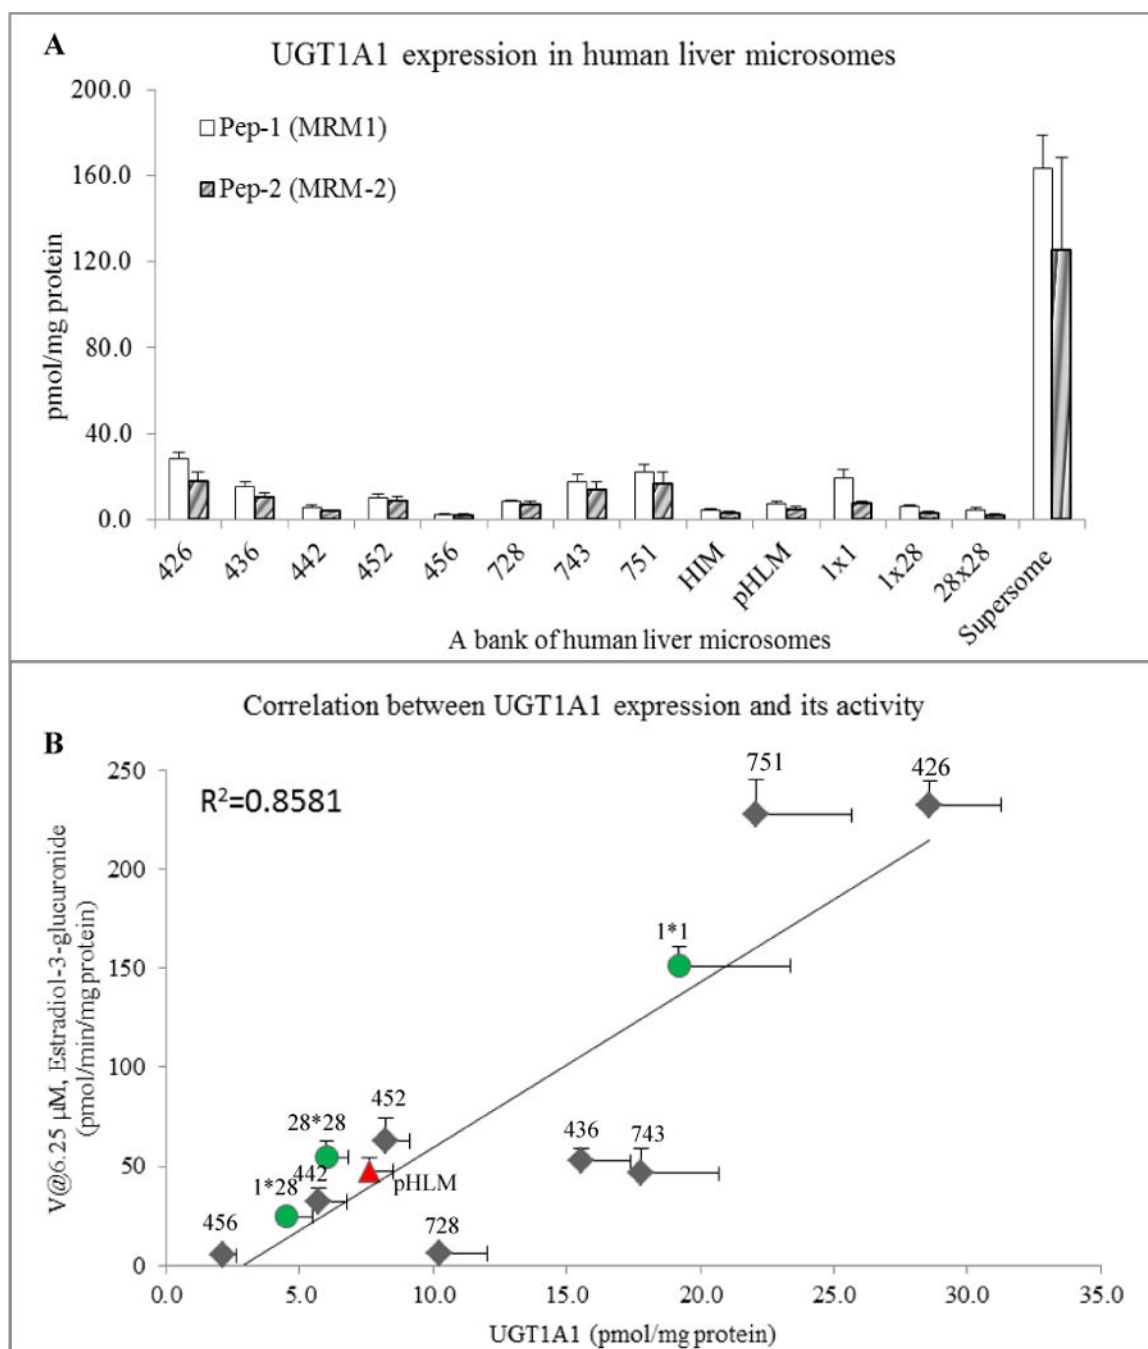 A
UGT1A1 expression in human liver microsomes
200.0
160.0
120.0
80.0
40.0
0.0
pmol/mg protein
Pep-1 (MRM1)
Pep-2 (MRM-2)
426
436
442
452
456
728
743
751
HIM
pHLM
1x1
1x28
28x28
Supersome
A bank of human liver microsomes
Correlation between UGT1A1 expression and its activity
B
R²=0.8581
250
200
150
100
50
0
V@6.25 µM, Estradiol-3-glucuronide
(pmol/min/mg protein)
751
426
1*1
452
28*28
436
743
442
pHLM
1*28
456
728
0.0
5.0
10.0
15.0
20.0
25.0
30.0
35.0
UGT1A1 (pmol/mg protein)